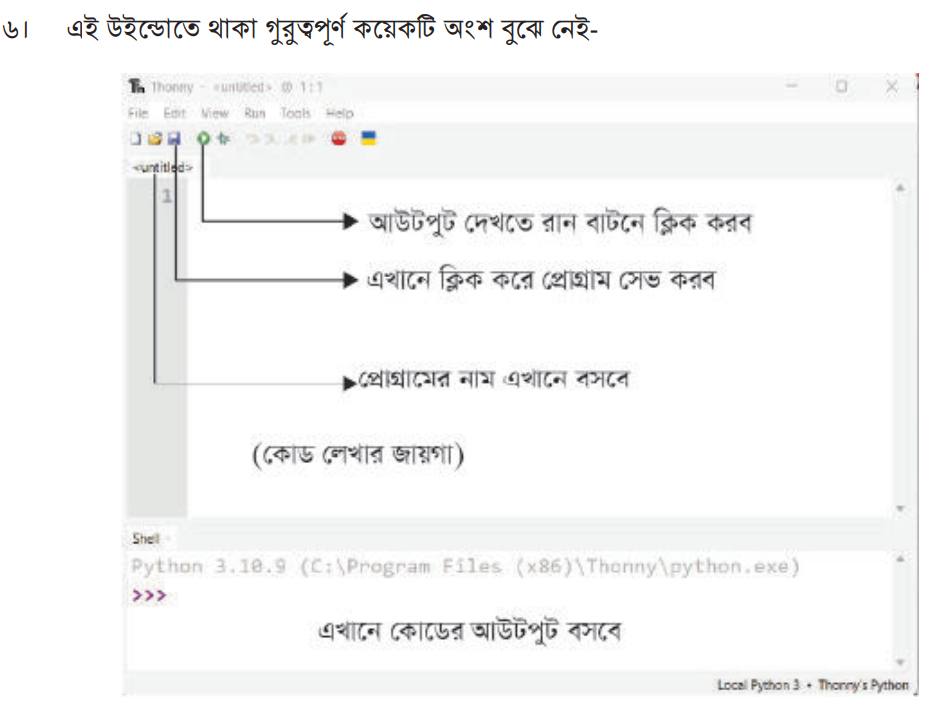 ৬। এই উইন্ডোতে থাকা গুরুত্বপূর্ণ কয়েকটি অংশ বুঝে নেই-
Thonny - <untitled> @ 1:1
File Edit View Run Tools Help
<untitled>
1
আউটপুট দেখতে রান বাটনে ক্লিক করব
এখানে ক্লিক করে প্রোগ্রাম সেভ করব
প্রোগ্রামের নাম এখানে বসবে
(কোড লেখার জায়গা)
Shell
Python 3.10.9 (C:\Program Files (x86)\Thonny\python.exe)
>>>
এখানে কোডের আউটপুট বসবে
Local Python 3 • Thonny's Python